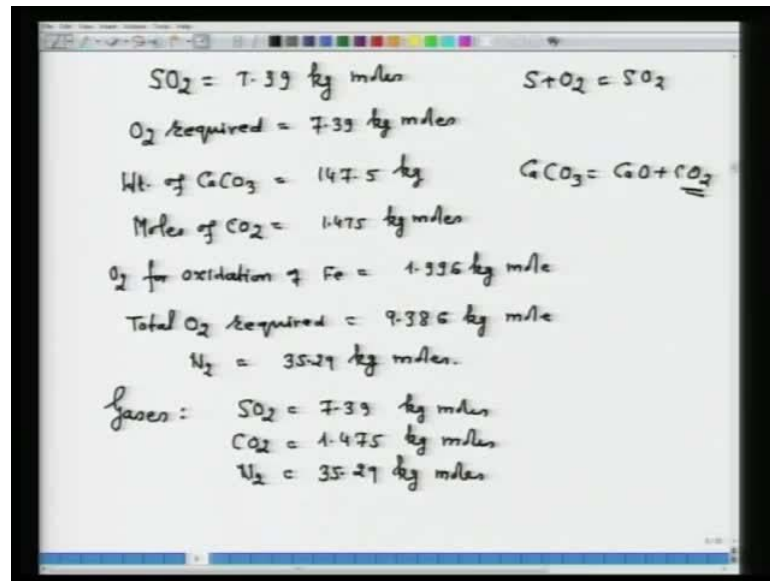 SO2 = 7.39 kg moles S+O2 = SO2
O2 required = 7.39 kg moles
Wt. of CaCO3 = 147.5 kg CaCO3 = CaO+CO2
Moles of CO2 = 1.475 kg moles
O2 for oxidation of Fe = 1.996 kg mole
Total O2 required = 9.386 kg mole
N2 = 35.29 kg moles.
Gases: SO2 = 7.39 kg moles
CO2 = 1.475 kg moles
N2 = 35.29 kg moles